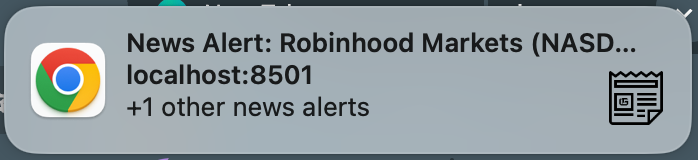 News Alert: Robinhood Markets (NASD...
localhost:8501
+1 other news alerts